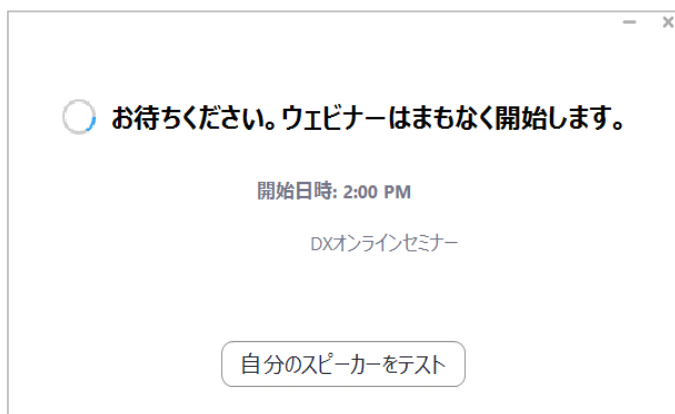 お待ちください。ウェビナーはまもなく開始します。
開始日時: 2:00 PM
DXオンラインセミナー
自分のスピーカーをテスト